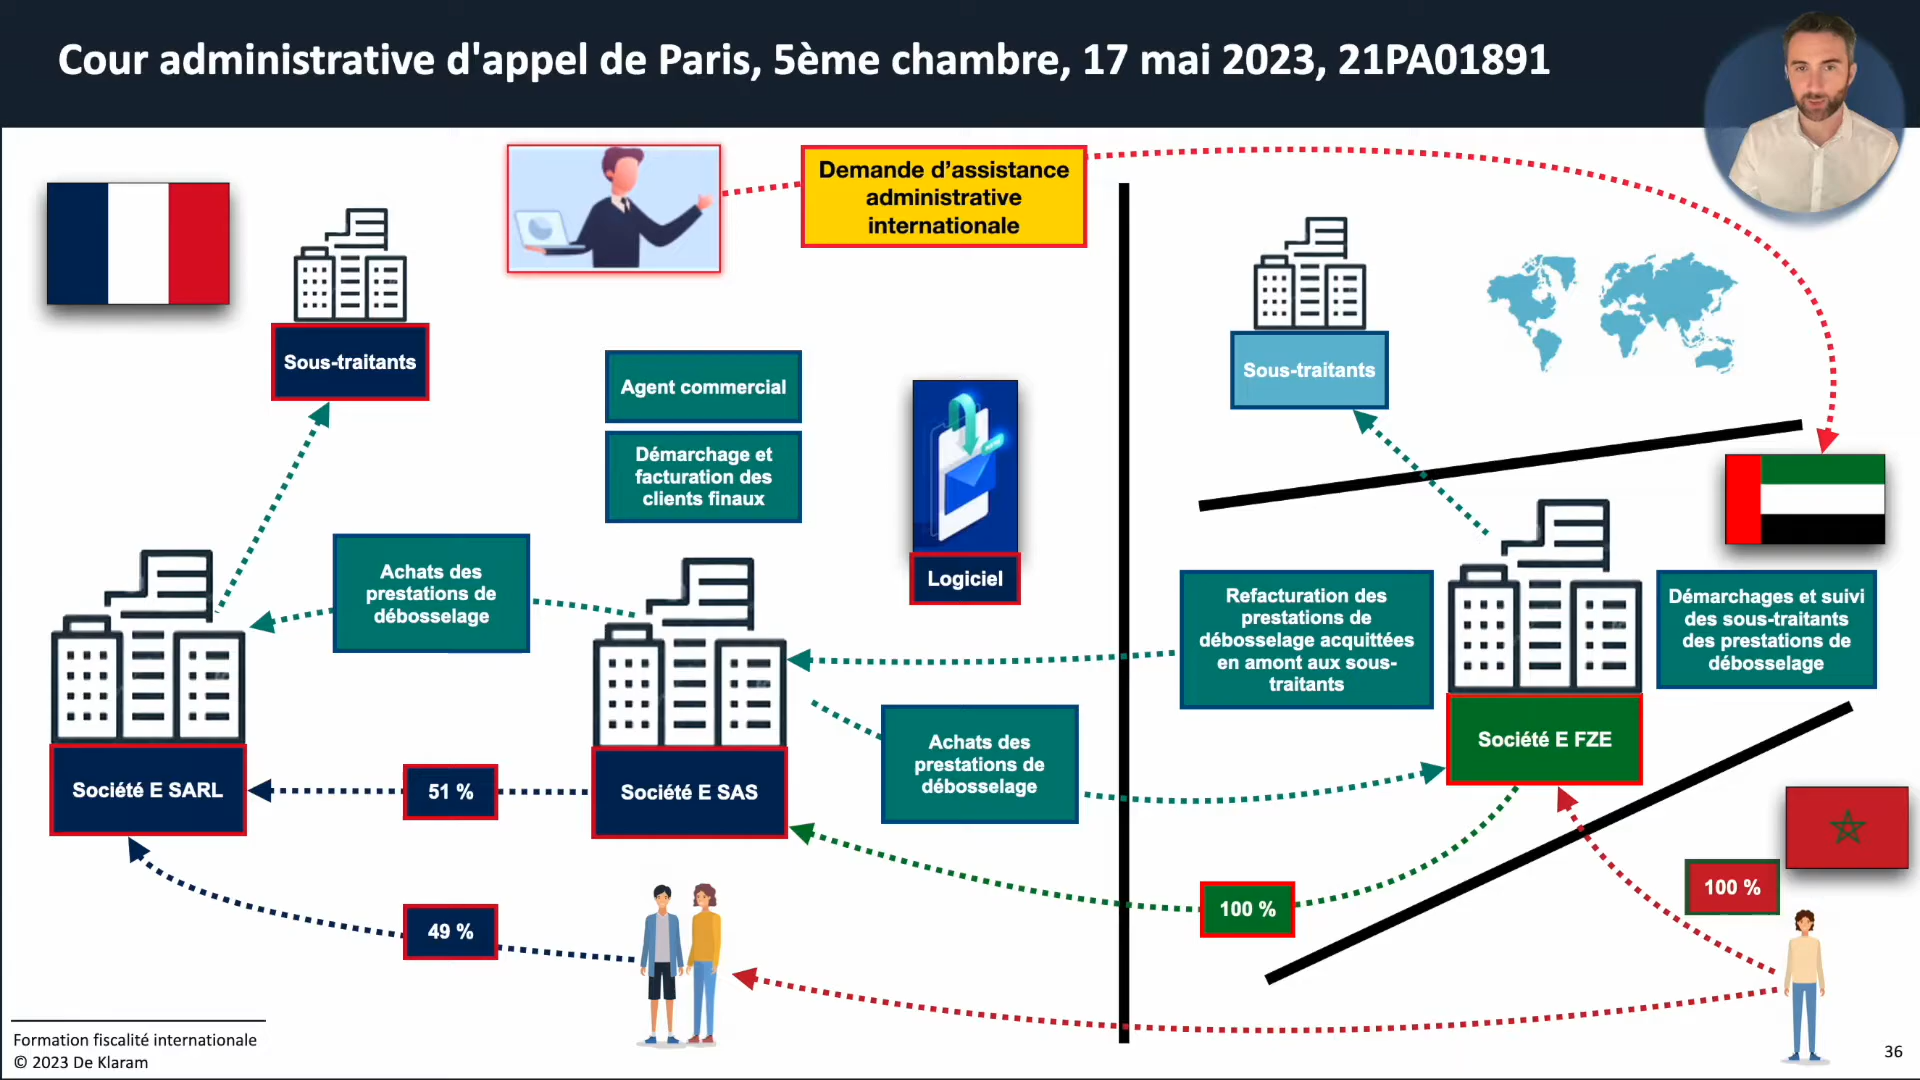 Cour administrative d'appel de Paris, 5ème chambre, 17 mai 2023, 21PA01891
Demande d'assistance
administrative
internationale
Sous-traitants
Sous-traitants
Agent commercial
Démarchage et
facturation des
clients finaux
Logiciel
Achats des
prestations de
débosselage
Refacturation des
prestations de
débosselage acquittées
en amont aux sous-
traitants
Démarchages et suivi
des sous-traitants
des prestations de
débosselage
Achats des
prestations de
débosselage
Société E FZE
Société E SARL
51 %
Société E SAS
100 %
100 %
49 %
Formation fiscalité internationale
© 2023 De Klaram
36